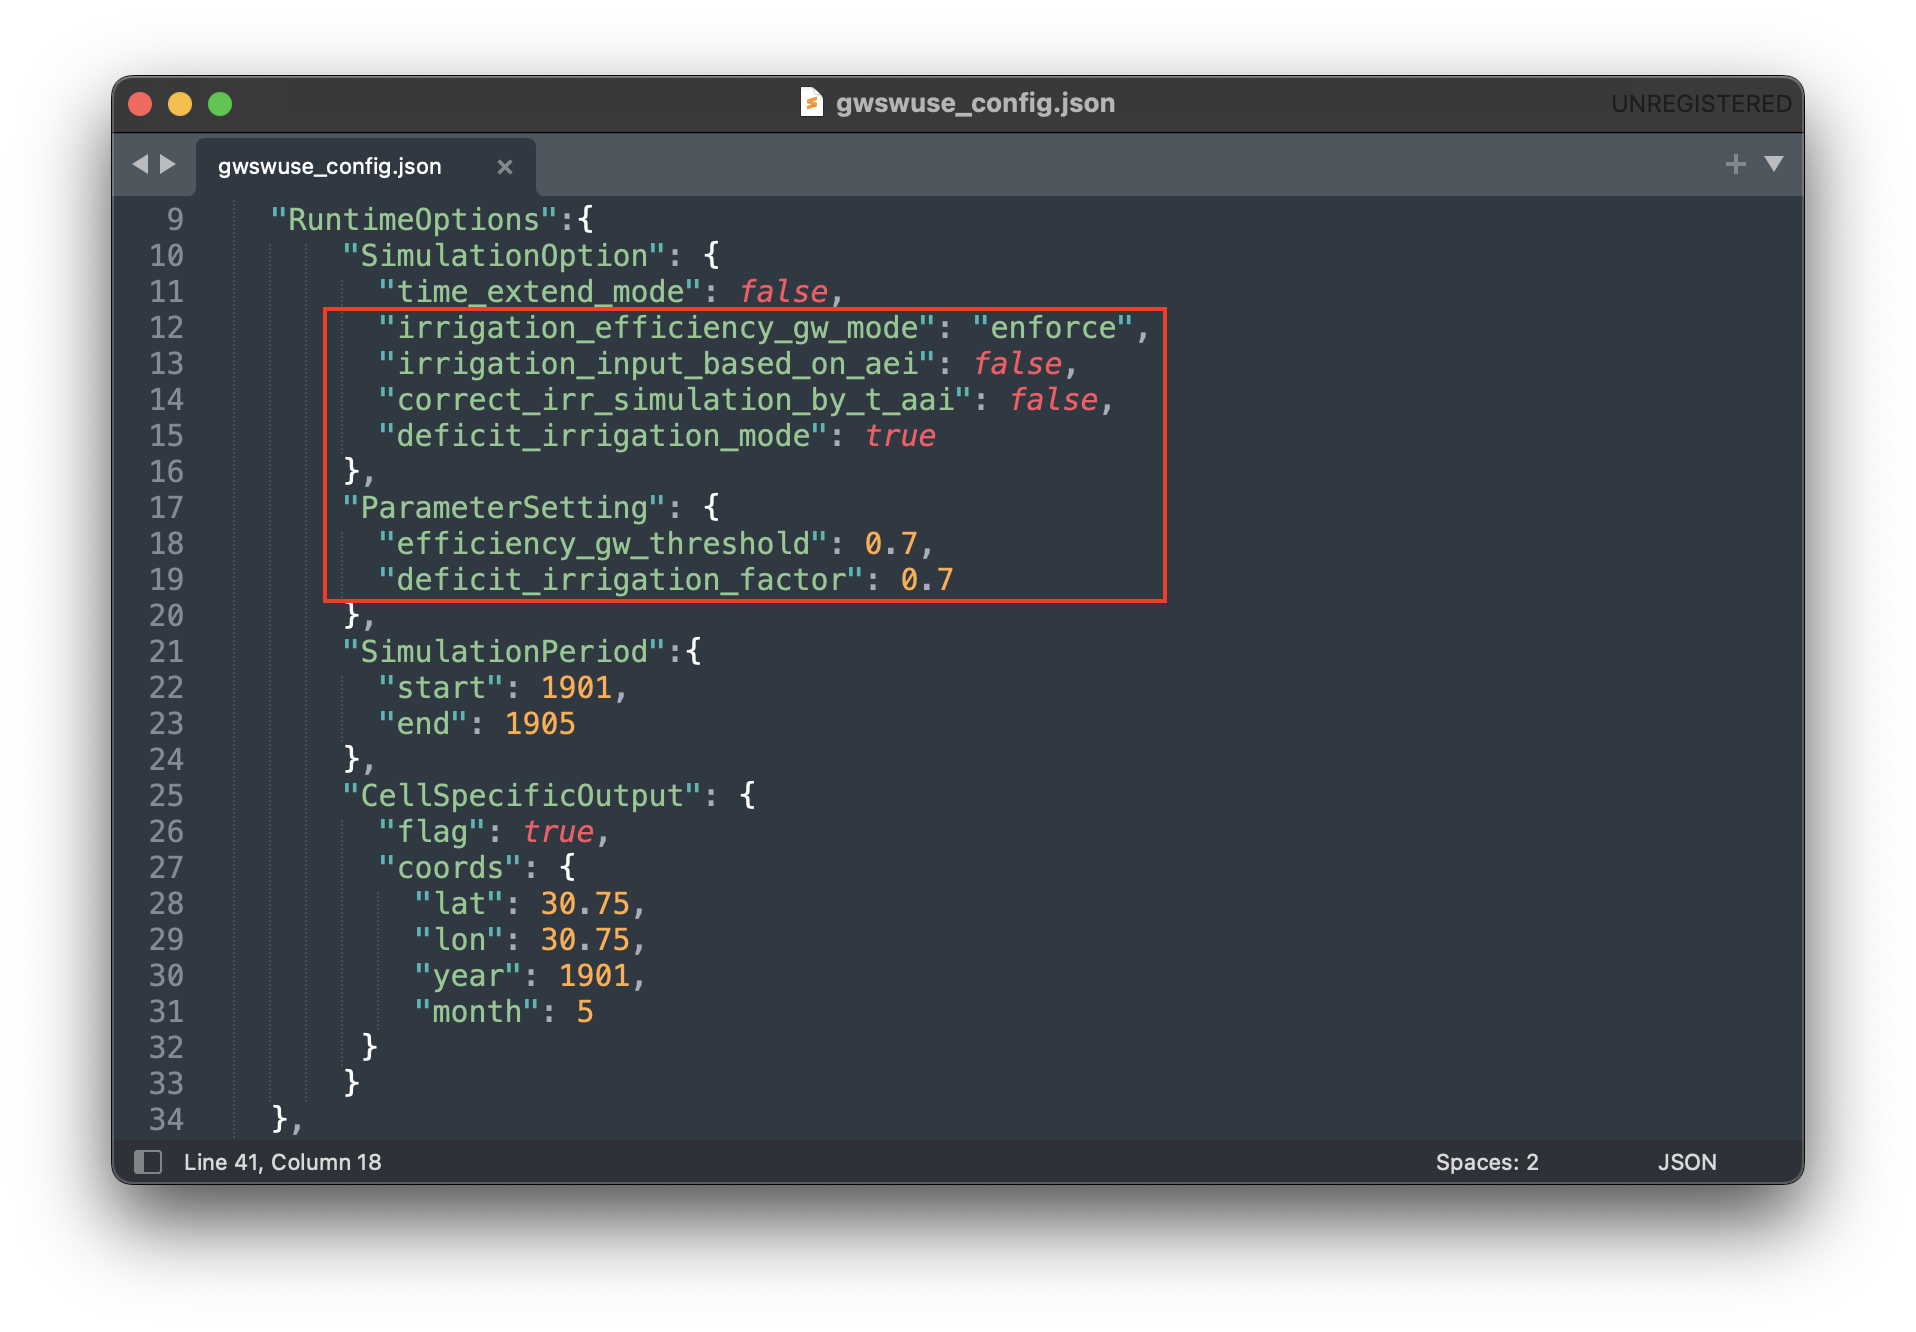 gwswuse_config.json
UNREGISTERED
gwswuse_config.json
9 "RuntimeOptions":{
10 "SimulationOption": {
11 "time_extend_mode": false,
12 "irrigation_efficiency_gw_mode": "enforce",
13 "irrigation_input_based_on_aei": false,
14 "correct_irr_simulation_by_t_aai": false,
15 "deficit_irrigation_mode": true
16 },
17 "ParameterSetting": {
18 "efficiency_gw_threshold": 0.7,
19 "deficit_irrigation_factor": 0.7
20 },
21 "SimulationPeriod":{
22 "start": 1901,
23 "end": 1905
24 },
25 "CellSpecificOutput": {
26 "flag": true,
27 "coords": {
28 "lat": 30.75,
29 "lon": 30.75,
30 "year": 1901,
31 "month": 5
32 }
33 }
34 },
Line 41, Column 18
Spaces: 2
JSON